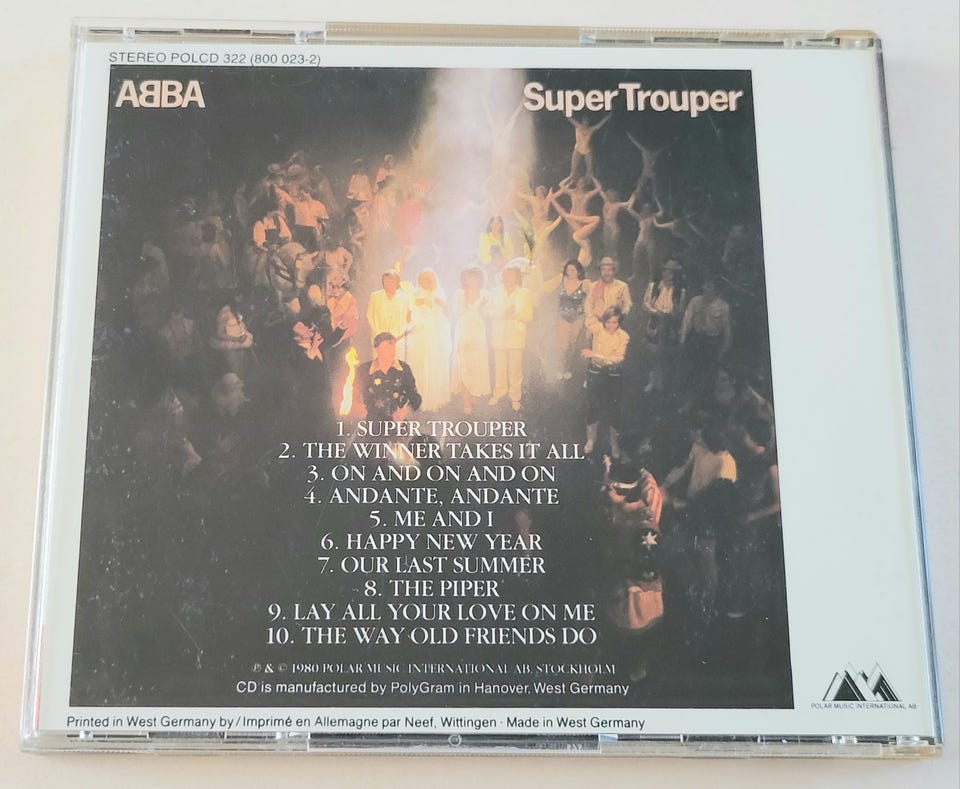 STEREO POLCD 322 (800 023-2)
ABBA
Super Trouper
1. SUPER TROUPER
2. THE WINNER TAKES IT ALL
3. ON AND ON AND ON
4. ANDANTE, ANDANTE
5. ME AND I
6. HAPPY NEW YEAR
7. OUR LAST SUMMER
8. THE PIPER
9. LAY ALL YOUR LOVE ON ME
10. THE WAY OLD FRIENDS DO
℗ & © 1980 POLAR MUSIC INTERNATIONAL AB, STOCKHOLM
CD is manufactured by PolyGram in Hanover, West Germany
POLAR MUSIC INTERNATIONAL AB
Printed in West Germany by / Imprimé en Allemagne par Neef, Wittingen · Made in West Germany